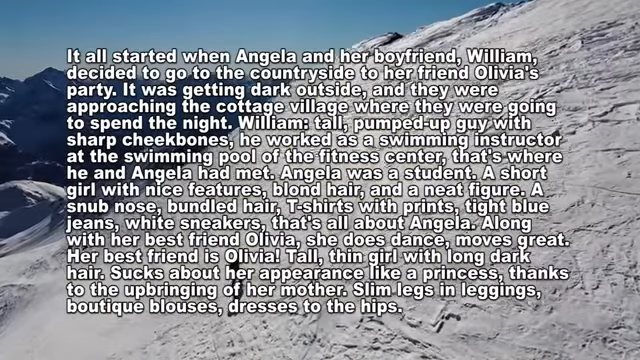 It all started when Angela and her boyfriend, William,
decided to go to the countryside to her friend Olivia's
party. It was getting dark outside, and they were
approaching the cottage village where they were going
to spend the night. William: tall, pumped-up guy with
sharp cheekbones, he worked as a swimming instructor
at the swimming pool of the fitness center, that's where
he and Angela had met. Angela was a student. A short
girl with nice features, blond hair, and a neat figure. A
snub nose, bundled hair, T-shirts with prints, tight blue
jeans, white sneakers, that's all about Angela. Along
with her best friend Olivia, she does dance, moves great.
Her best friend is Olivia! Tall, thin girl with long dark
hair. Sucks about her appearance like a princess, thanks
to the upbringing of her mother. Slim legs in leggings,
boutique blouses, dresses to the hips.